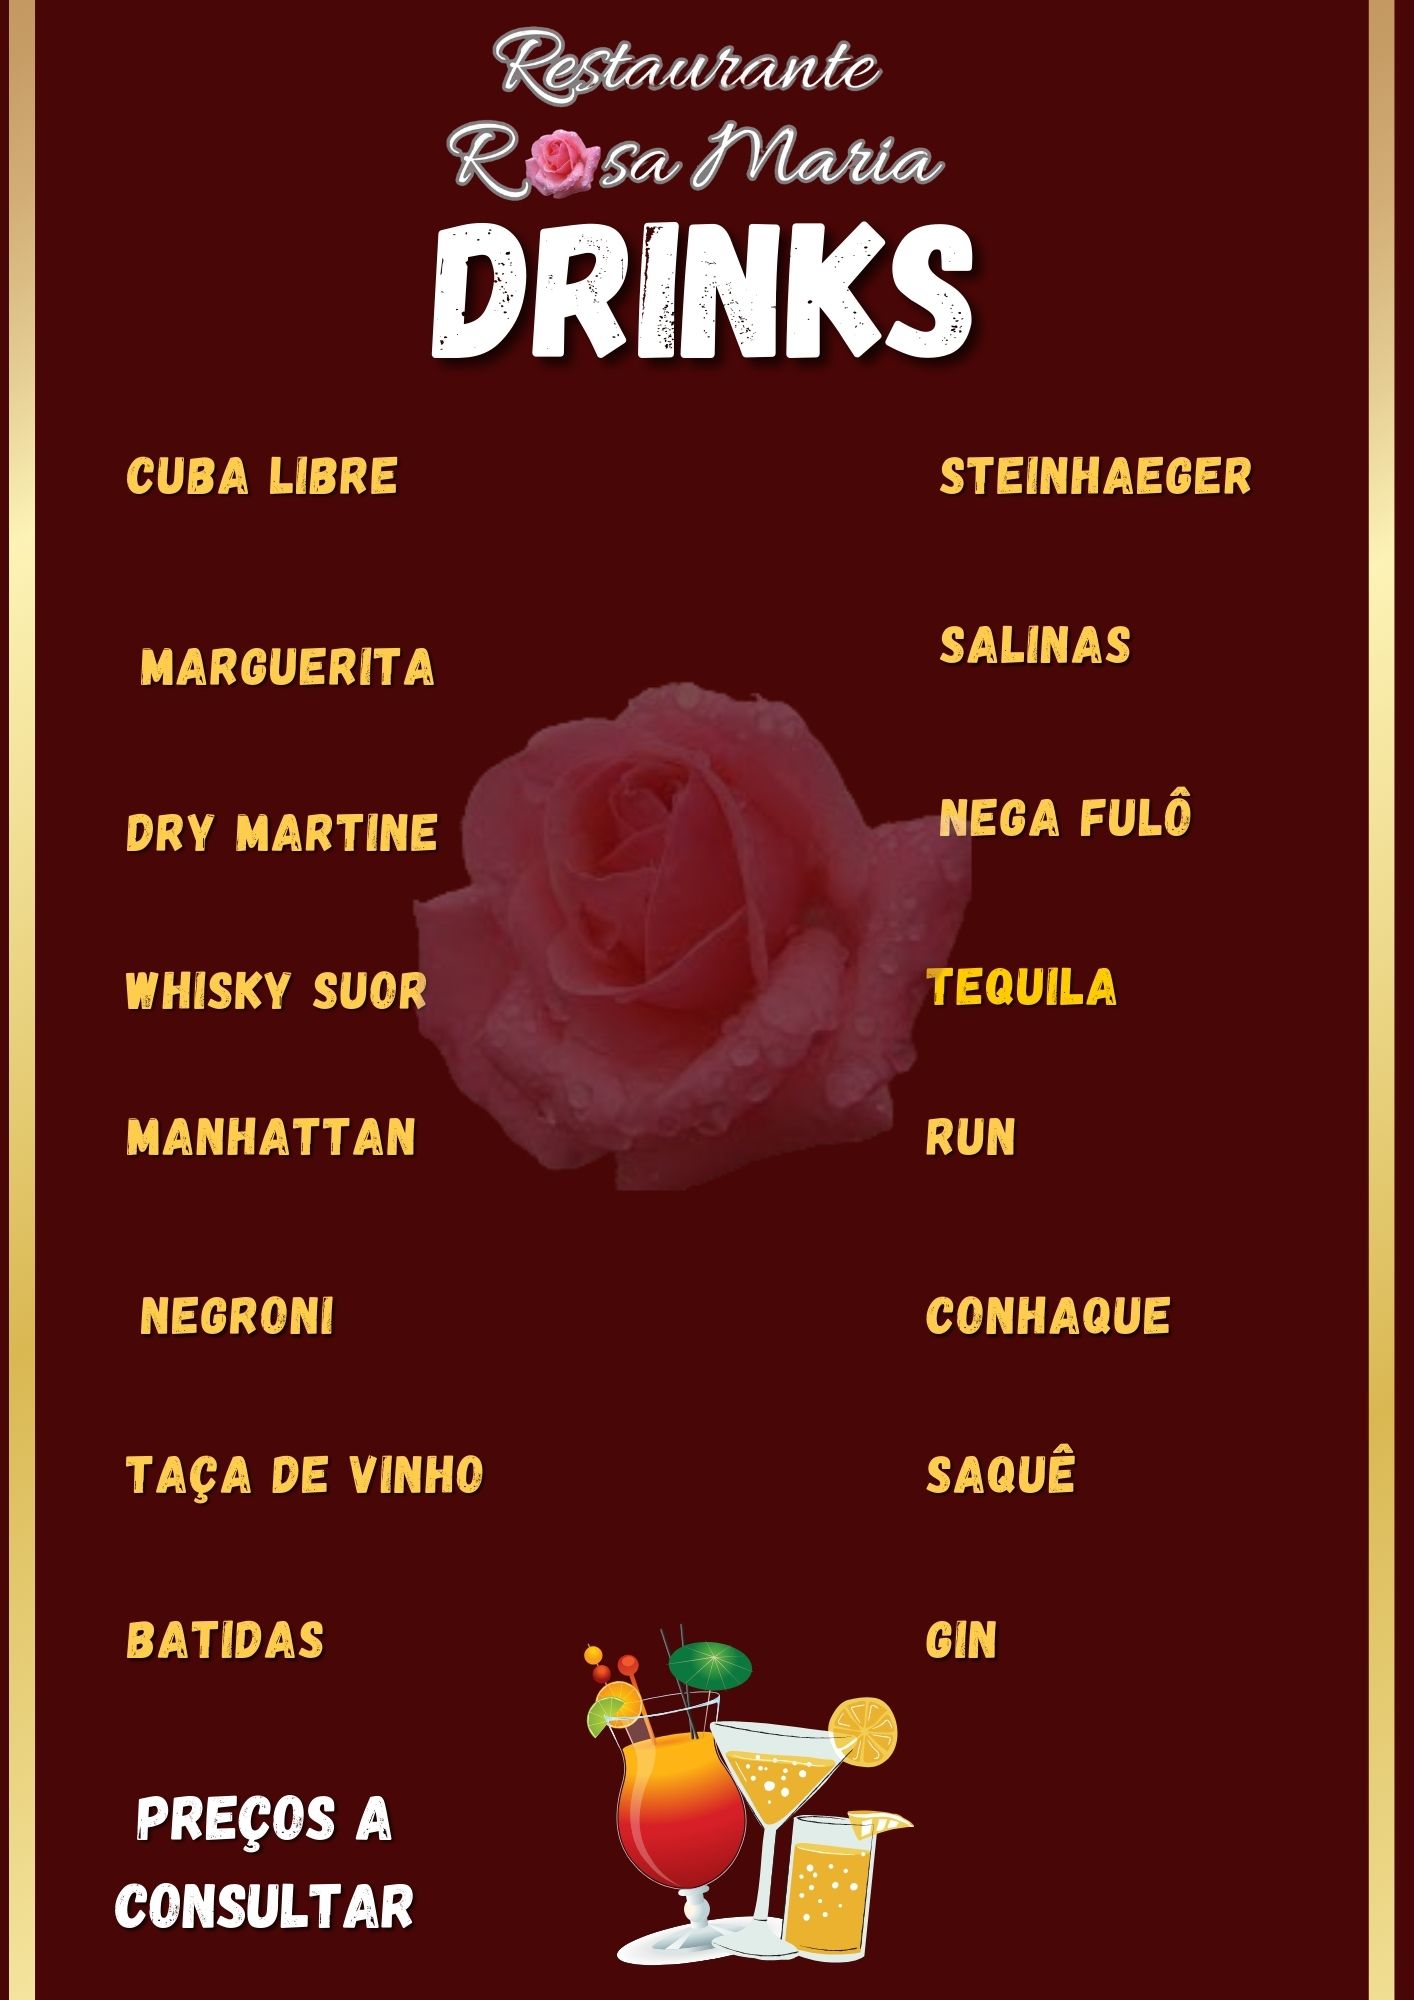 Restaurante
Rosa Maria
DRINKS
CUBA LIBRE
MARGUERITA
DRY MARTINE
WHISKY SUOR
MANHATTAN
NEGRONI
TAÇA DE VINHO
BATIDAS
STEINHAEGER
SALINAS
NEGA FULÔ
TEQUILA
RUN
CONHAQUE
SAQUÊ
GIN
PREÇOS A
CONSULTAR